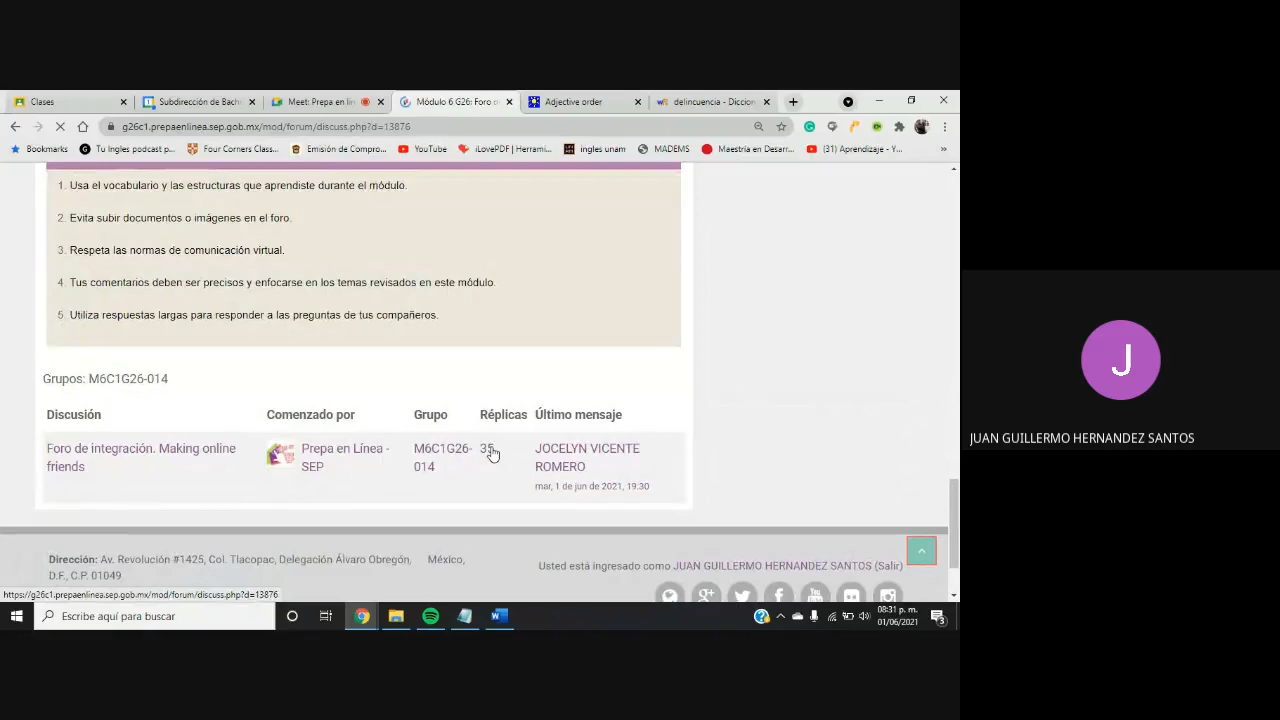 Clases
Subdirección de Bach
Meet: Prepa en lín
Módulo 6 G26: Foro d
Adjective order
delincuencia - Diccion
g26c1.prepaenlinea.sep.gob.mx/mod/forum/discuss.php?d=13876
Bookmarks
Tu Ingles podcast p...
Four Corners Class...
Emisión de Compro...
YouTube
iLovePDF | Herrami...
ingles unam
MADEMS
Maestría en Desarr...
(31) Aprendizaje - Y...
»
1. Usa el vocabulario y las estructuras que aprendiste durante el módulo.
2. Evita subir documentos o imágenes en el foro.
3. Respeta las normas de comunicación virtual.
4. Tus comentarios deben ser precisos y enfocarse en los temas revisados en este módulo.
5. Utiliza respuestas largas para responder a las preguntas de tus compañeros.
Grupos: M6C1G26-014
Discusión Comenzado por Grupo Réplicas Último mensaje
Foro de integración. Making online friends
Prepa en Línea - SEP
M6C1G26-014
35
JOCELYN VICENTE ROMERO
mar, 1 de jun de 2021, 19:30
Dirección: Av. Revolución #1425, Col. Tlacopac, Delegación Álvaro Obregón, México,
D.F., C.P. 01049.
Usted está ingresado como JUAN GUILLERMO HERNANDEZ SANTOS (Salir)
https://g26c1.prepaenlinea.sep.gob.mx/mod/forum/discuss.php?d=13876
Escribe aquí para buscar
08:31 p. m.
01/06/2021
3
J
JUAN GUILLERMO HERNANDEZ SANTOS